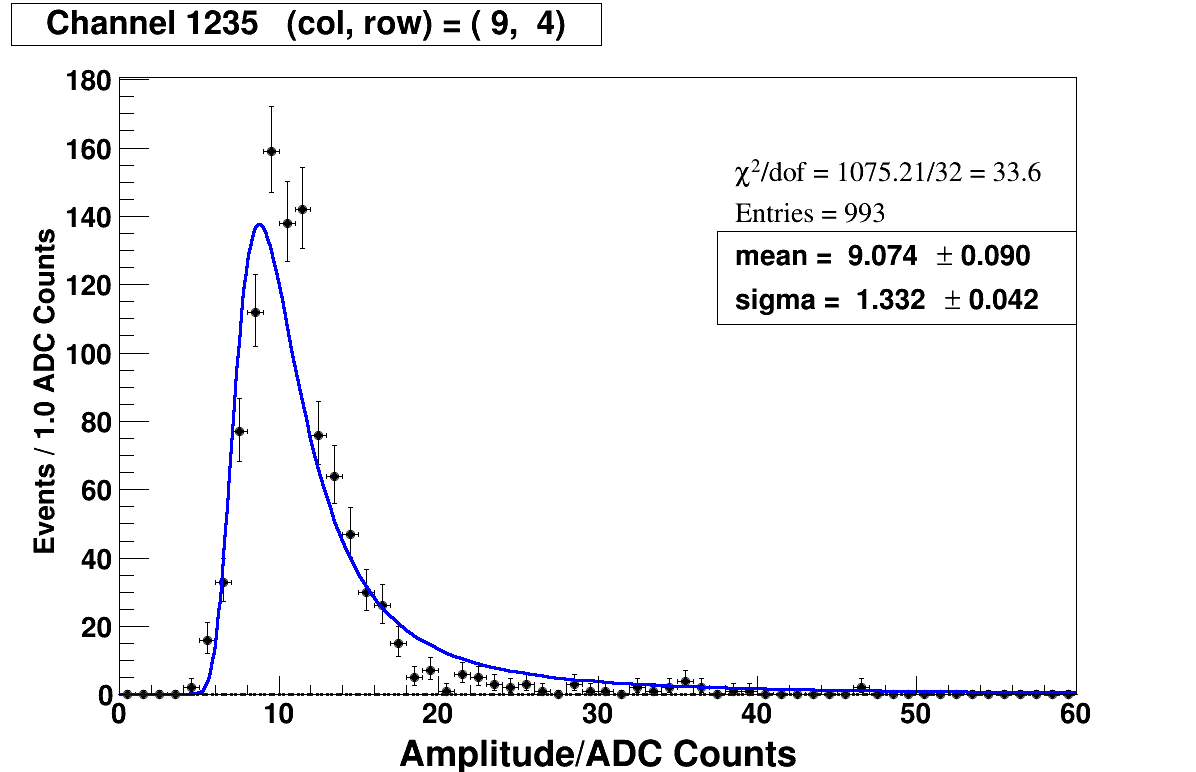 Channel 1235 (col, row) = ( 9, 4)
180
160
140
120
100
80
60
40
20
0
Events / 1.0 ADC Counts
χ²/dof = 1075.21/32 = 33.6
Entries = 993
mean = 9.074 ± 0.090
sigma = 1.332 ± 0.042
0 10 20 30 40 50 60
Amplitude/ADC Counts